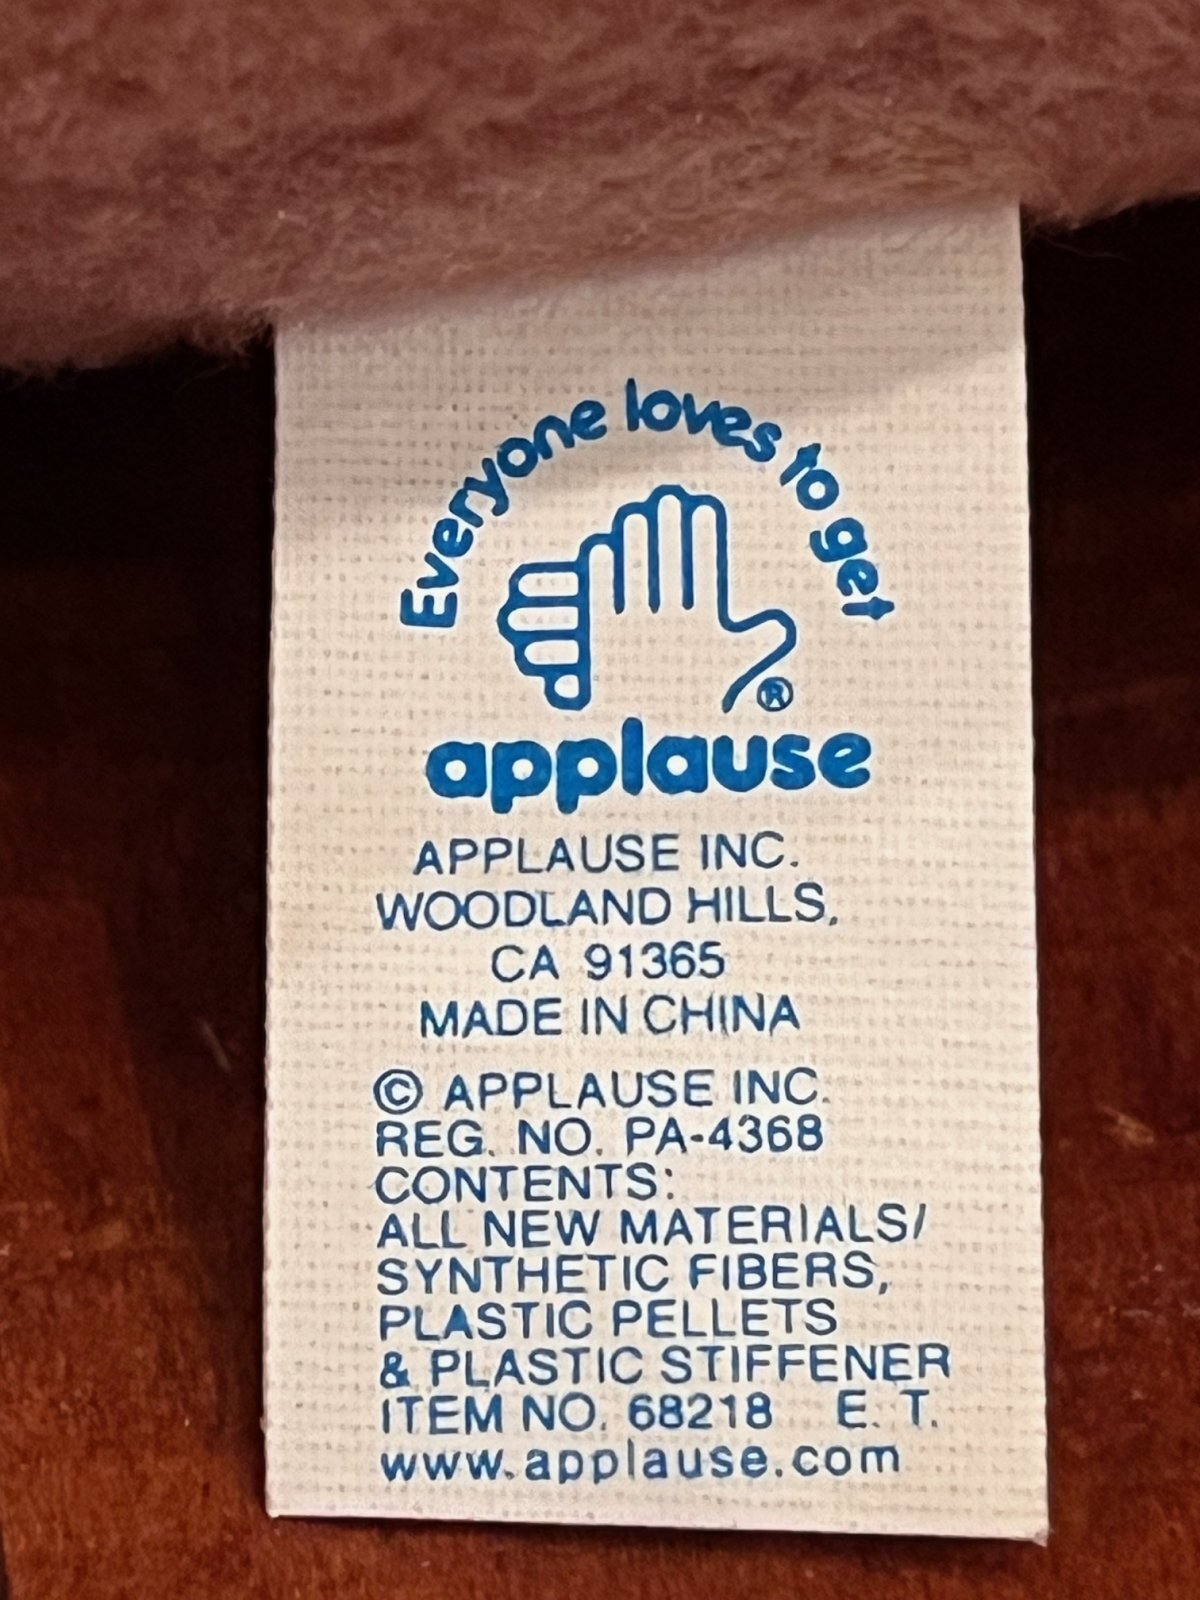 Everyone loves to get
®
applause
APPLAUSE INC.
WOODLAND HILLS,
CA 91365
MADE IN CHINA
© APPLAUSE INC.
REG. NO. PA-4368
CONTENTS:
ALL NEW MATERIALS/
SYNTHETIC FIBERS,
PLASTIC PELLETS
& PLASTIC STIFFENER
ITEM NO. 68218 E. T.
www.applause.com